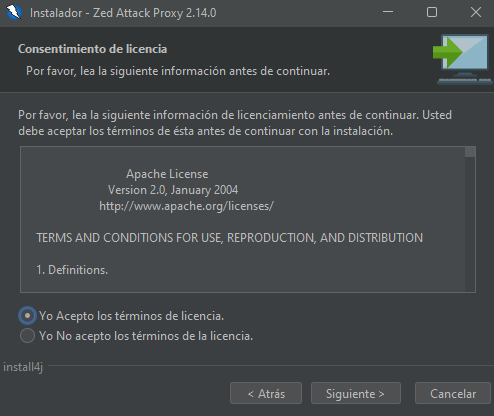 Instalador - Zed Attack Proxy 2.14.0
Consentimiento de licencia
Por favor, lea la siguiente información antes de continuar.
Por favor, lea la siguiente información de licenciamiento antes de continuar. Usted
debe aceptar los términos de ésta antes de continuar con la instalación.
Apache License
Version 2.0, January 2004
http://www.apache.org/licenses/
TERMS AND CONDITIONS FOR USE, REPRODUCTION, AND DISTRIBUTION
1. Definitions.
Yo Acepto los términos de licencia.
Yo No acepto los términos de la licencia.
install4j
< Atrás Siguiente > Cancelar